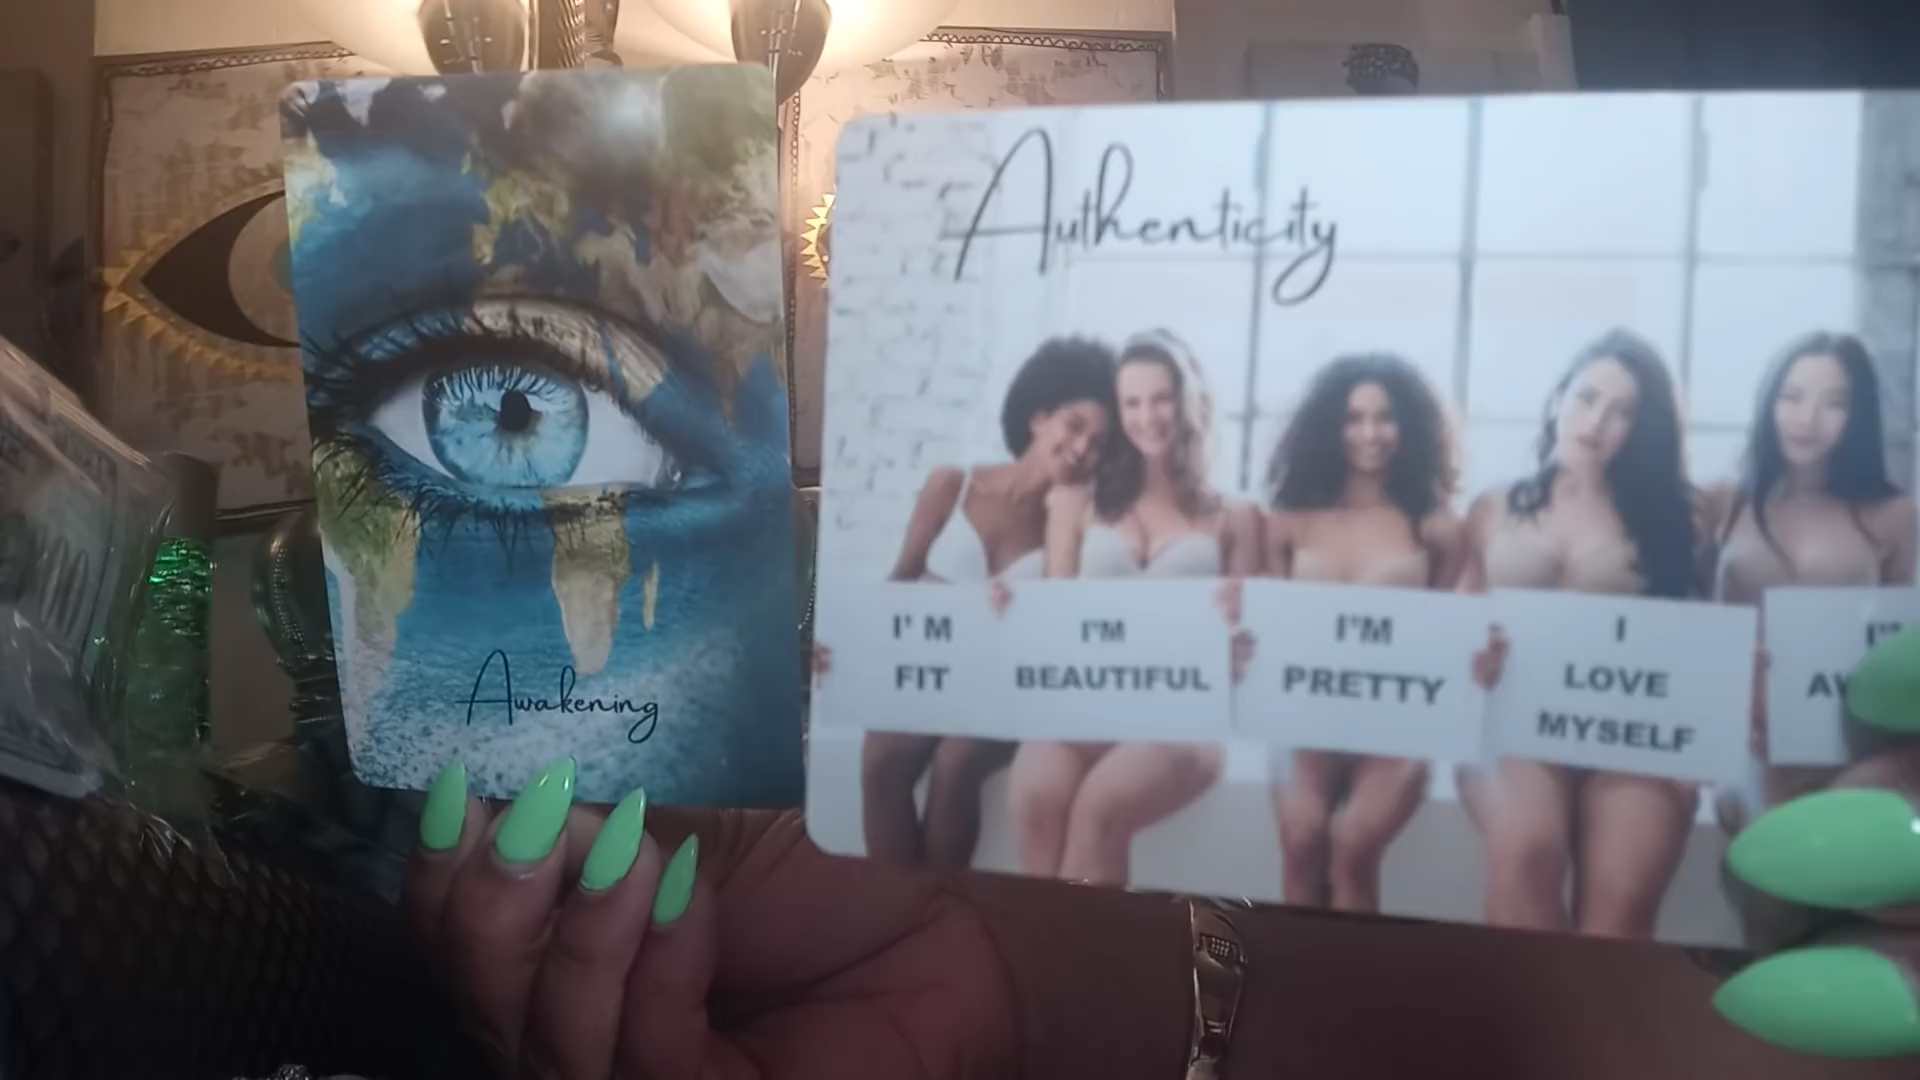 Awakening
Authenticity
I'M
FIT
I'M
BEAUTIFUL
I'M
PRETTY
I
LOVE
MYSELF